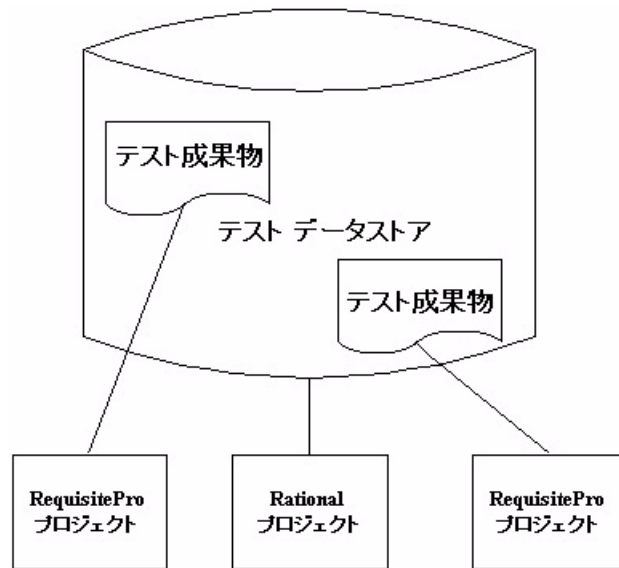 テスト成果物
テスト データストア
テスト成果物
RequisitePro
プロジェクト
Rational
プロジェクト
RequisitePro
プロジェクト